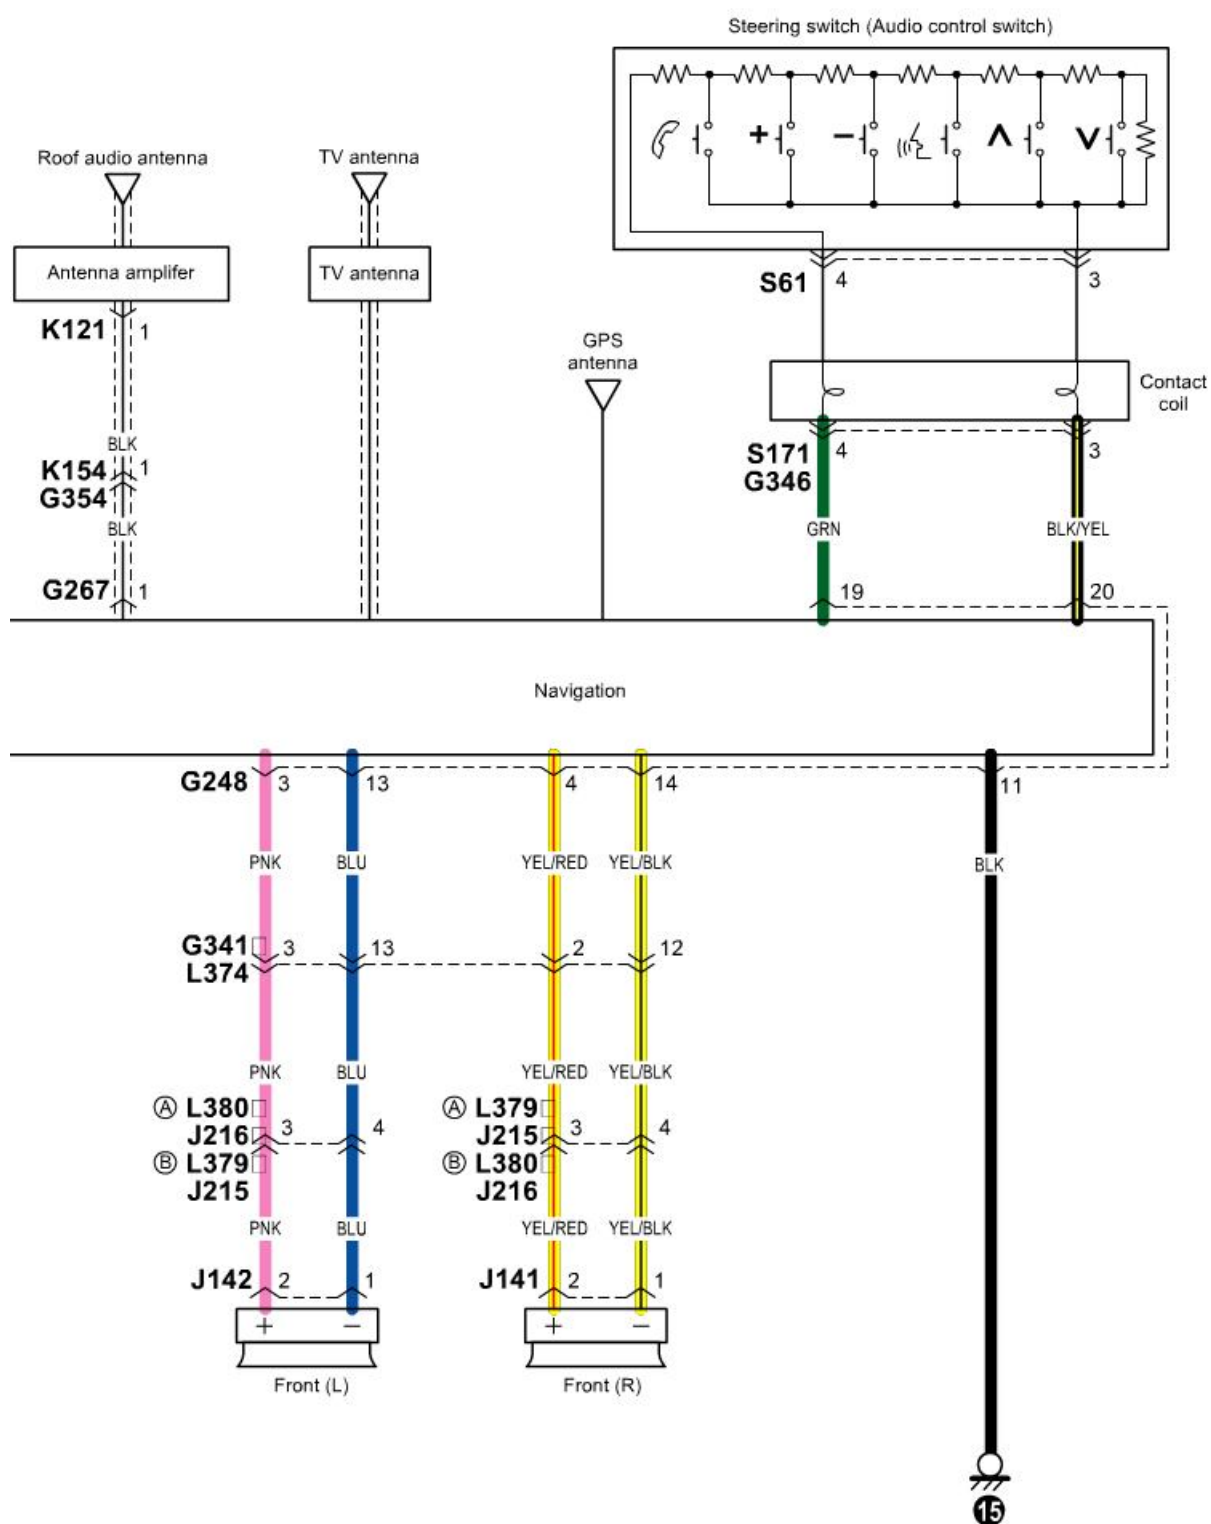 Steering switch (Audio control switch)
+
−
∧
∨
Roof audio antenna
TV antenna
Antenna amplifer
TV antenna
S61
4
3
K121
1
GPS
antenna
Contact
coil
BLK
K154
1
G354
S171
4
3
G346
BLK
GRN
BLK/YEL
G267
1
19
20
Navigation
G248
3
13
4
14
11
PNK
BLU
YEL/RED
YEL/BLK
BLK
G341
3
13
2
12
L374
PNK
BLU
YEL/RED
YEL/BLK
Ⓐ L380
Ⓐ L379
J216
3
4
J215
3
4
Ⓑ L379
Ⓑ L380
J215
J216
PNK
BLU
YEL/RED
YEL/BLK
J142
2
1
J141
2
1
+
−
+
−
Front (L)
Front (R)
15